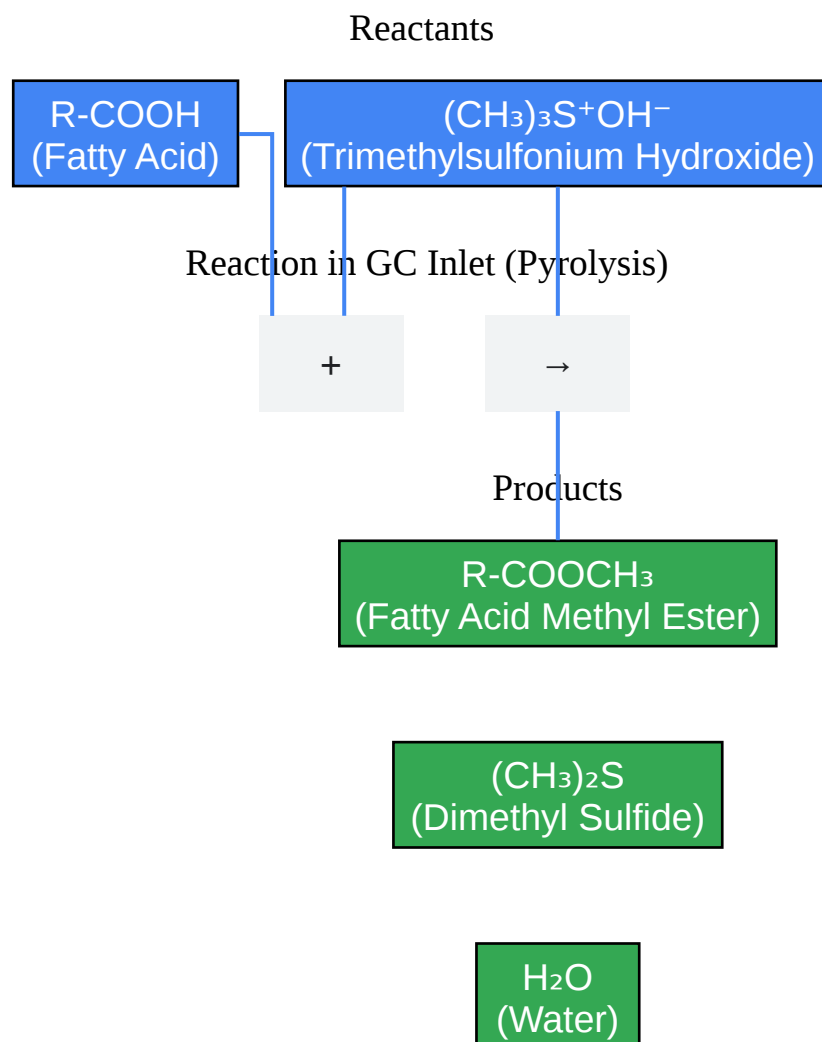 Reactants
R-COOH
(Fatty Acid)
(CH₃)₃S⁺OH⁻
(Trimethylsulfonium Hydroxide)
Reaction in GC Inlet (Pyrolysis)
+
→
Products
R-COOCH₃
(Fatty Acid Methyl Ester)
(CH₃)₂S
(Dimethyl Sulfide)
H₂O
(Water)